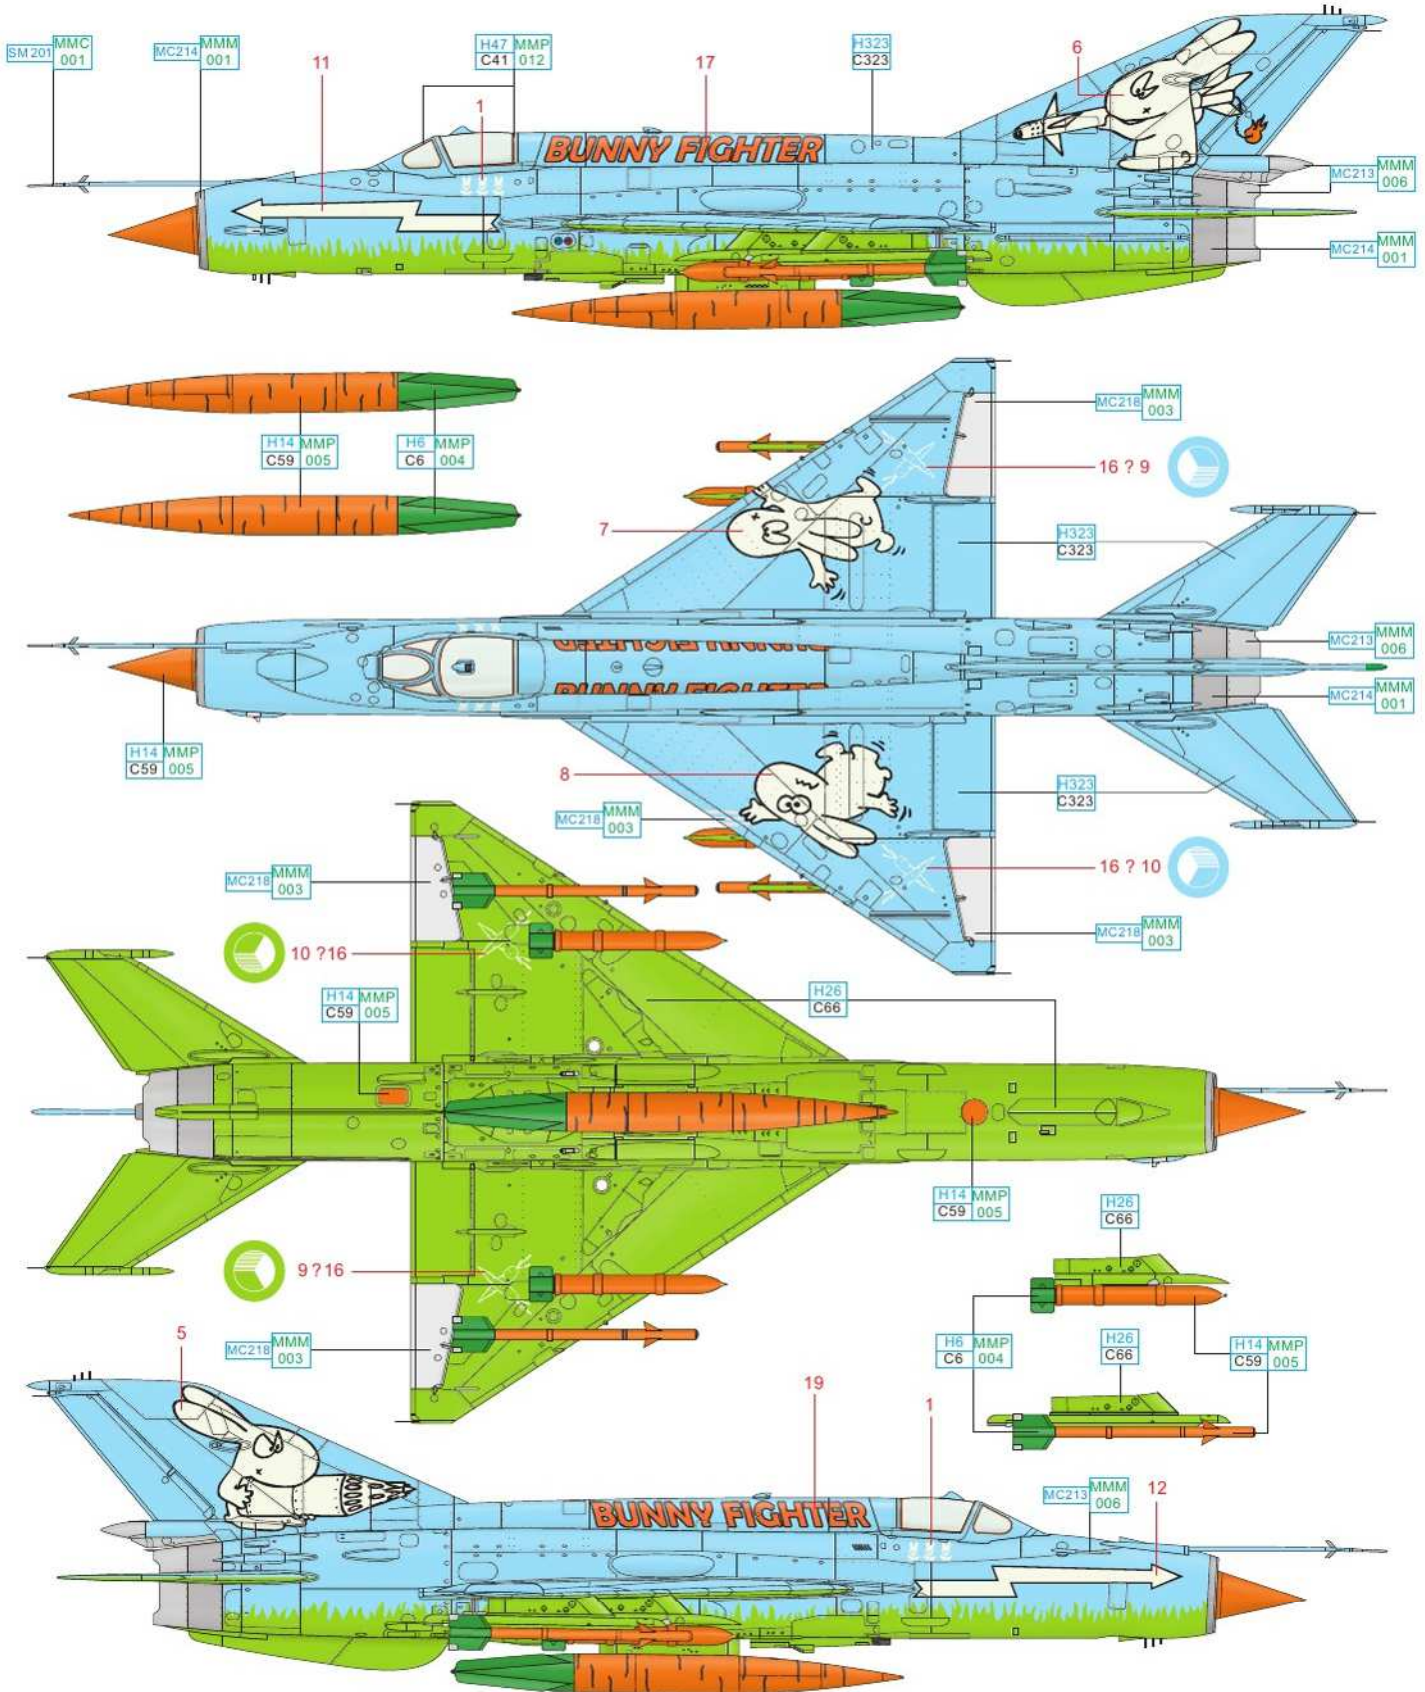 SM201 MMC 001
MC214 MMM 001
11
H47 C41 MMP 012
1
17
H323 C323
6
BUNNY FIGHTER
MC213 MMM 006
MC214 MMM 001
H14 C59 MMP 005
H6 C6 MMP 004
MC218 MMM 003
16 ? 9
7
H323 C323
BUNNY FIGHTER
BUNNY FIGHTER
MC213 MMM 006
MC214 MMM 001
H14 C59 MMP 005
8
H323 C323
MC218 MMM 003
16 ? 10
MC218 MMM 003
MC218 MMM 003
10 ?16
H14 C59 MMP 005
H26 C66
H14 C59 MMP 005
H26 C66
9 ?16
MC218 MMM 003
H6 C6 MMP 004
H26 C66
H14 C59 MMP 005
5
19
1
MC213 MMM 006
12
BUNNY FIGHTER